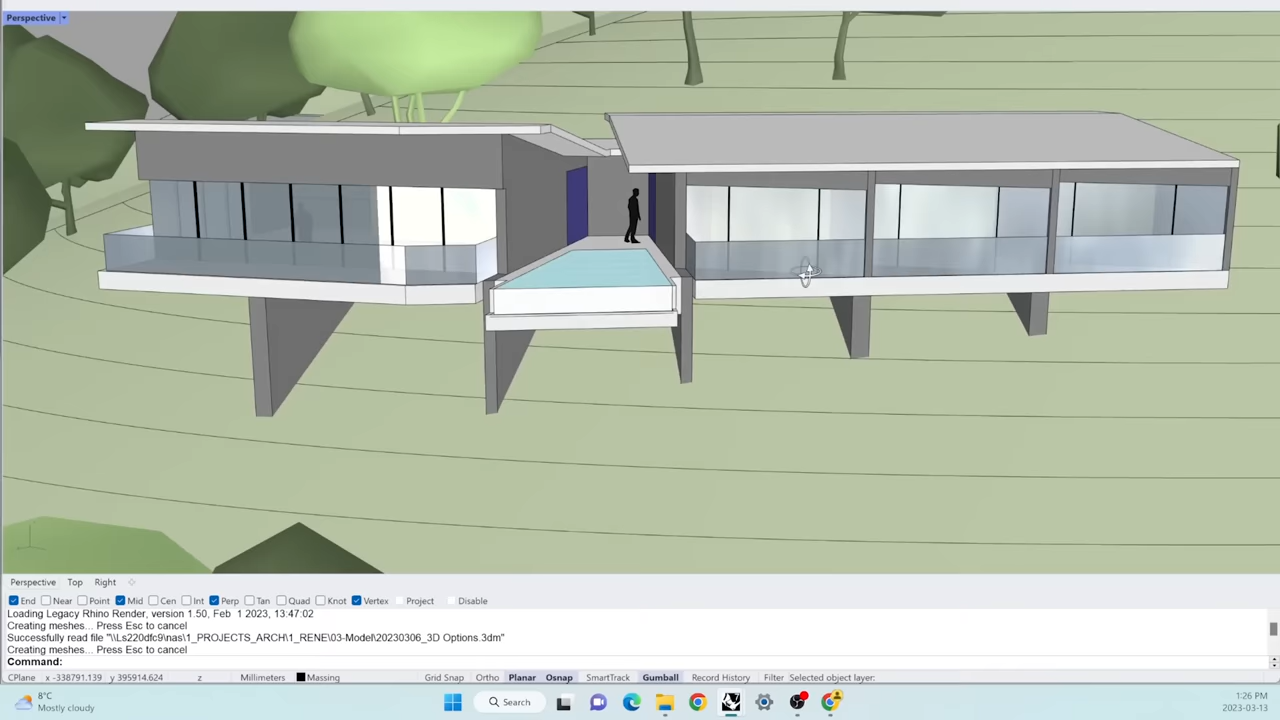 Perspective
Perspective Top Right
End Near Point Mid Cen Int Perp Tan Quad Knot Vertex Project Disable
Loading Legacy Rhino Render, version 1.50, Feb 1 2023, 13:47:02
Creating meshes... Press Esc to cancel
Successfully read file "\\Ls220dfc9\nas\1_PROJECTS_ARCH\1_RENE\03-Model\20230306_3D Options.3dm"
Creating meshes... Press Esc to cancel
Command:
CPlane x -338791.139 y 395914.624 z Millimeters Massing Grid Snap Ortho Planar Osnap SmartTrack Gumball Record History Filter Selected object layer:
8°C
Mostly cloudy
Search
1:26 PM
2023-03-13